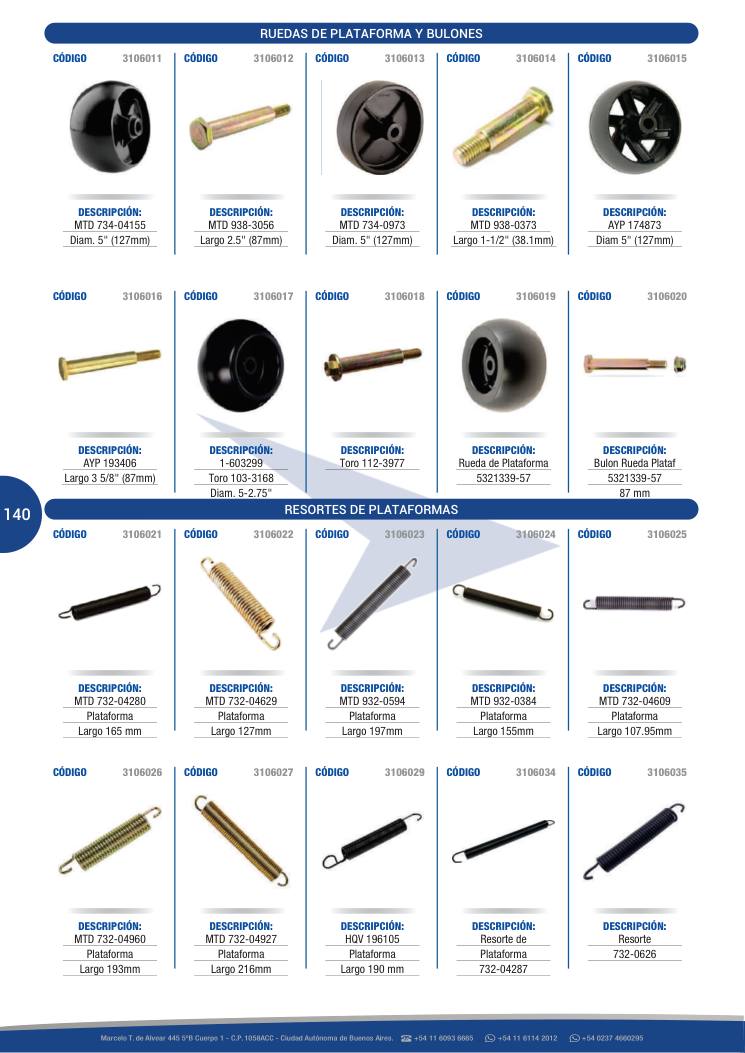 RUEDAS DE PLATAFORMA Y BULONES
CÓDIGO 3106011
DESCRIPCIÓN:
MTD 734-04155
Diam. 5" (127mm)
CÓDIGO 3106012
DESCRIPCIÓN:
MTD 938-3056
Largo 2.5" (87mm)
CÓDIGO 3106013
DESCRIPCIÓN:
MTD 734-0973
Diam. 5" (127mm)
CÓDIGO 3106014
DESCRIPCIÓN:
MTD 938-0373
Largo 1-1/2" (38.1mm)
CÓDIGO 3106015
DESCRIPCIÓN:
AYP 174873
Diam 5" (127mm)
CÓDIGO 3106016
DESCRIPCIÓN:
AYP 193406
Largo 3 5/8" (87mm)
CÓDIGO 3106017
DESCRIPCIÓN:
1-603299
Toro 103-3168
Diam. 5-2.75"
CÓDIGO 3106018
DESCRIPCIÓN:
Toro 112-3977
CÓDIGO 3106019
DESCRIPCIÓN:
Rueda de Plataforma
5321339-57
CÓDIGO 3106020
DESCRIPCIÓN:
Bulon Rueda Plataf
5321339-57
87 mm
140
RESORTES DE PLATAFORMAS
CÓDIGO 3106021
DESCRIPCIÓN:
MTD 732-04280
Plataforma
Largo 165 mm
CÓDIGO 3106022
DESCRIPCIÓN:
MTD 732-04629
Plataforma
Largo 127mm
CÓDIGO 3106023
DESCRIPCIÓN:
MTD 932-0594
Plataforma
Largo 197mm
CÓDIGO 3106024
DESCRIPCIÓN:
MTD 932-0384
Plataforma
Largo 155mm
CÓDIGO 3106025
DESCRIPCIÓN:
MTD 732-04609
Plataforma
Largo 107.95mm
CÓDIGO 3106026
DESCRIPCIÓN:
MTD 732-04960
Plataforma
Largo 193mm
CÓDIGO 3106027
DESCRIPCIÓN:
MTD 732-04927
Plataforma
Largo 216mm
CÓDIGO 3106029
DESCRIPCIÓN:
HQV 196105
Plataforma
Largo 190 mm
CÓDIGO 3106034
DESCRIPCIÓN:
Resorte de
Plataforma
732-04287
CÓDIGO 3106035
DESCRIPCIÓN:
Resorte
732-0626
Marcelo T. de Alvear 445 5ºB Cuerpo 1 - C.P. 1058ACC - Ciudad Autónoma de Buenos Aires. +54 11 6093 6665 +54 11 6114 2012 +54 0237 4660295